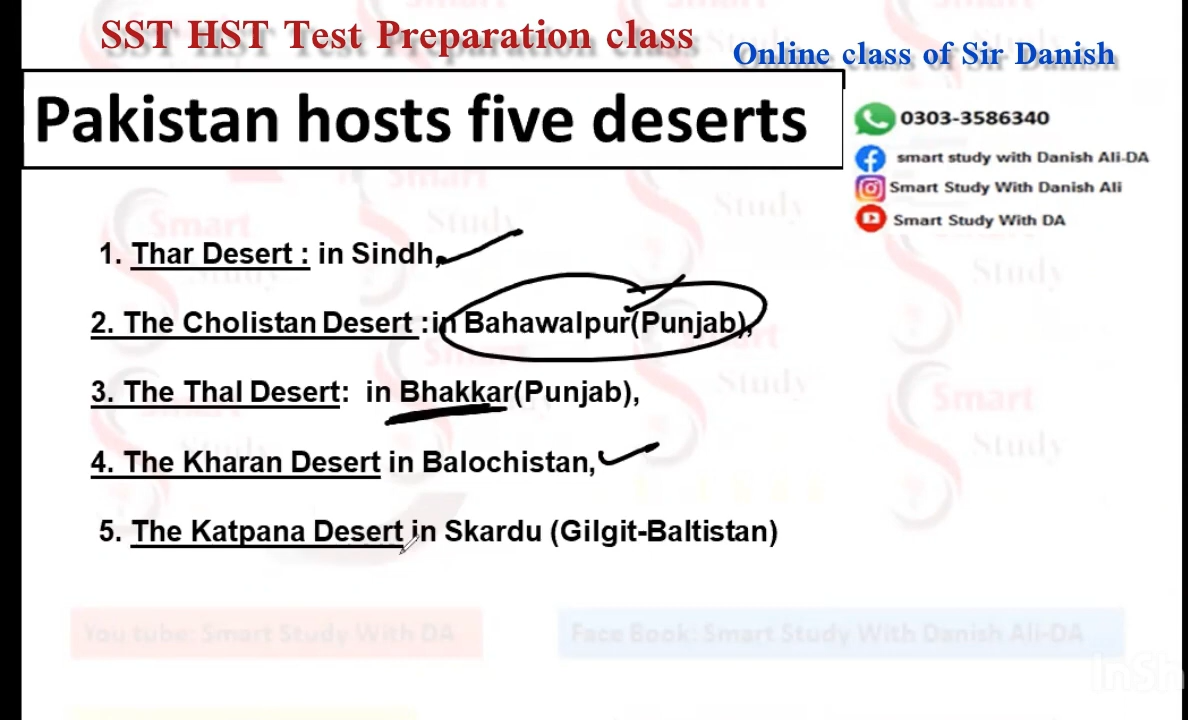 SST HST Test Preparation class
Online class of Sir Danish
Pakistan hosts five deserts
0303-3586340
smart study with Danish Ali-DA
Smart Study With Danish Ali
Smart Study With DA
1. Thar Desert : in Sindh,
2. The Cholistan Desert :in Bahawalpur(Punjab),
3. The Thal Desert: in Bhakkar(Punjab),
4. The Kharan Desert in Balochistan,
5. The Katpana Desert in Skardu (Gilgit-Baltistan)
You tube: Smart Study With DA
Face Book: Smart Study With Danish Ali-DA